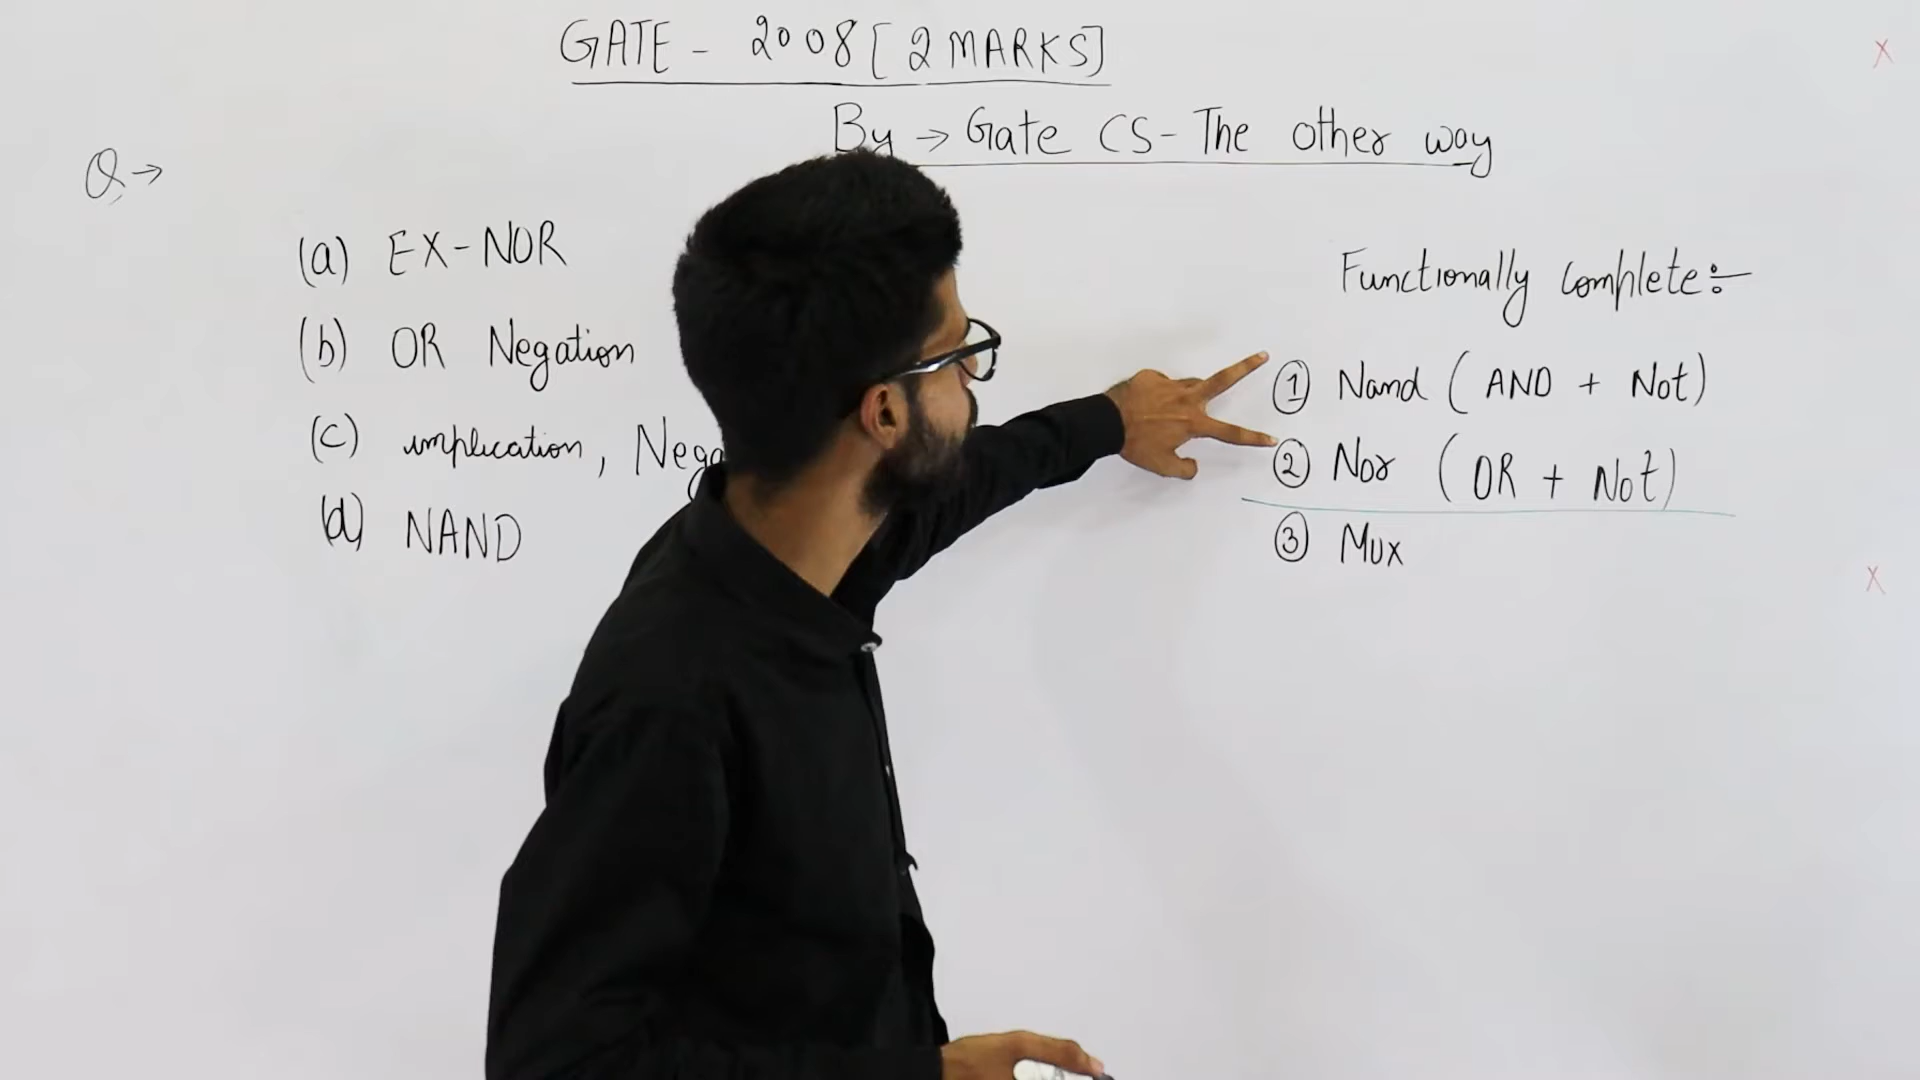 GATE - 2008 [2 MARKS]
By → Gate CS - The other way
Q →
(a) EX-NOR
(b) OR Negation
(c) implication,
(d) NAND
Functionally Complete:-
① Nand (AND + Not)
② Nor (OR + Not)
③ Mux
X
X